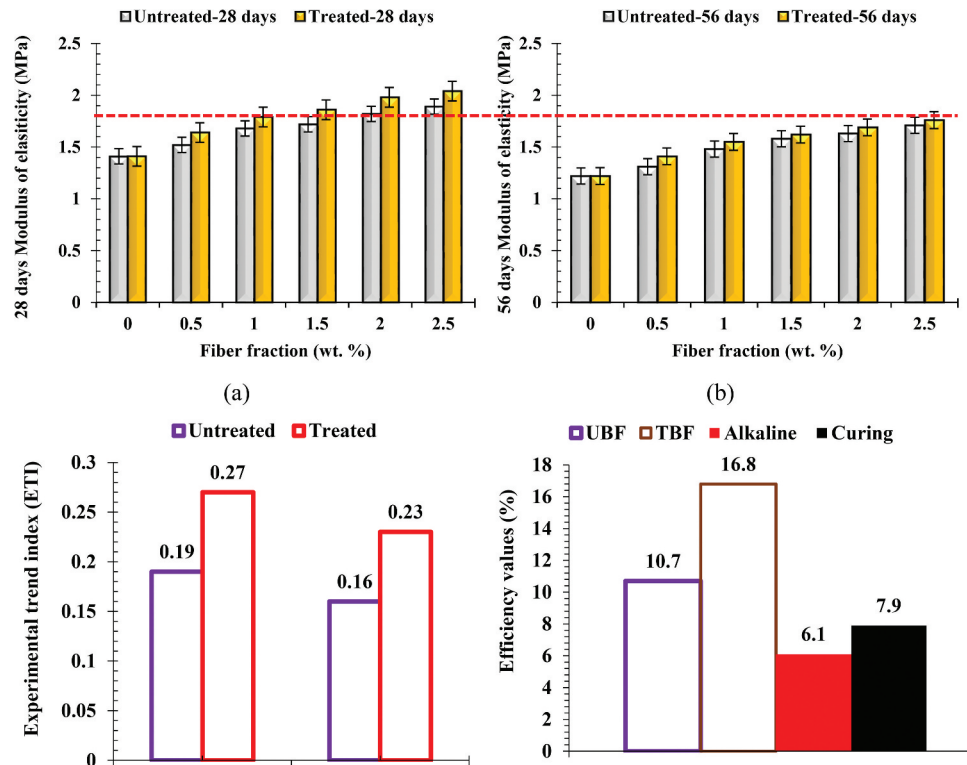 Untreated-28 days Treated-28 days
28 days Modulus of elasticity (MPa)
2.5
2
1.5
1
0.5
0
0 0.5 1 1.5 2 2.5
Fiber fraction (wt. %)
(a)
Untreated-56 days Treated-56 days
56 days Modulus of elasticity (MPa)
2.5
2
1.5
1
0.5
0
0 0.5 1 1.5 2 2.5
Fiber fraction (wt. %)
(b)
Untreated Treated
Experimental trend index (ETI)
0.3
0.25
0.2
0.15
0.1
0.05
0
0.19
0.27
0.16
0.23
UBF TBF Alkaline Curing
Efficiency values (%)
18
16
14
12
10
8
6
4
2
0
10.7
16.8
6.1
7.9